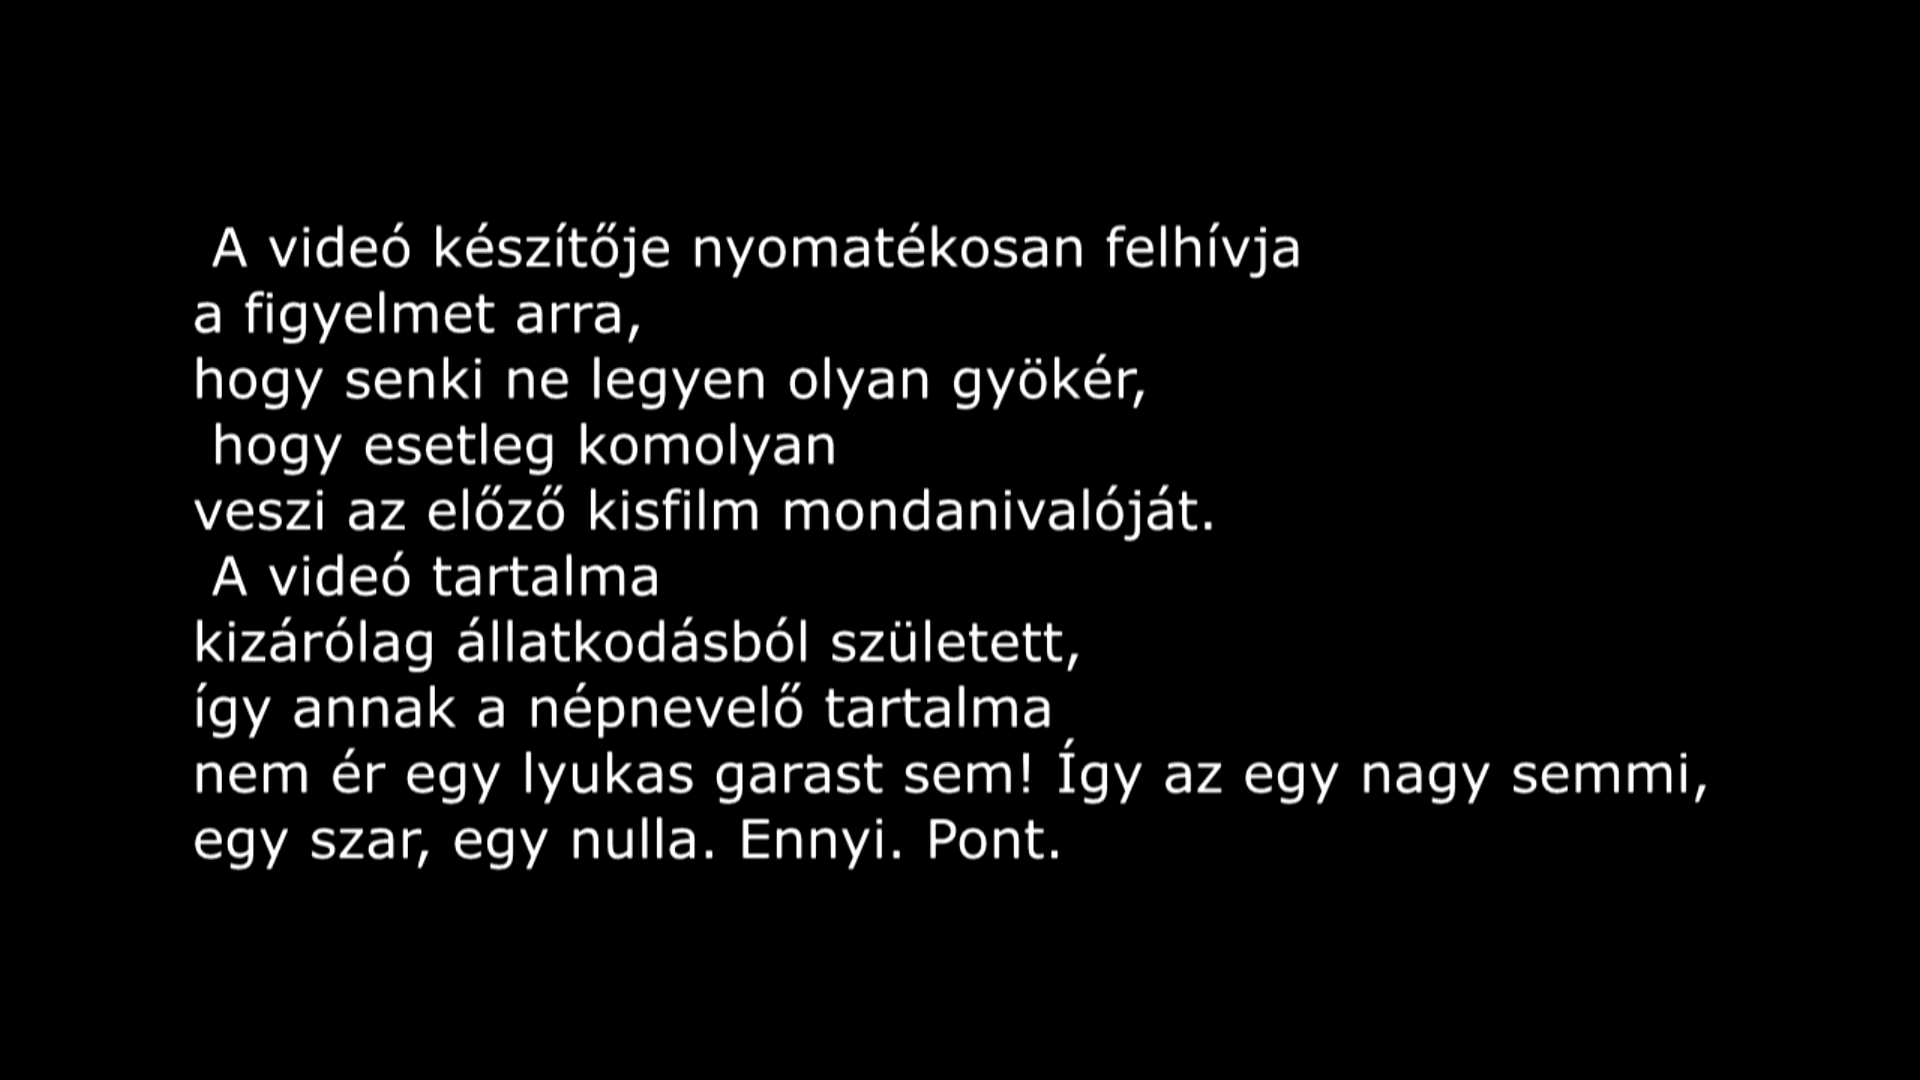 A videó készítője nyomatékosan felhívja
a figyelmet arra,
hogy senki ne legyen olyan gyökér,
hogy esetleg komolyan
veszi az előző kisfilm mondanivalóját.
A videó tartalma
kizárólag állatkodásból született,
így annak a népnevelő tartalma
nem ér egy lyukas garast sem! Így az egy nagy semmi,
egy szar, egy nulla. Ennyi. Pont.